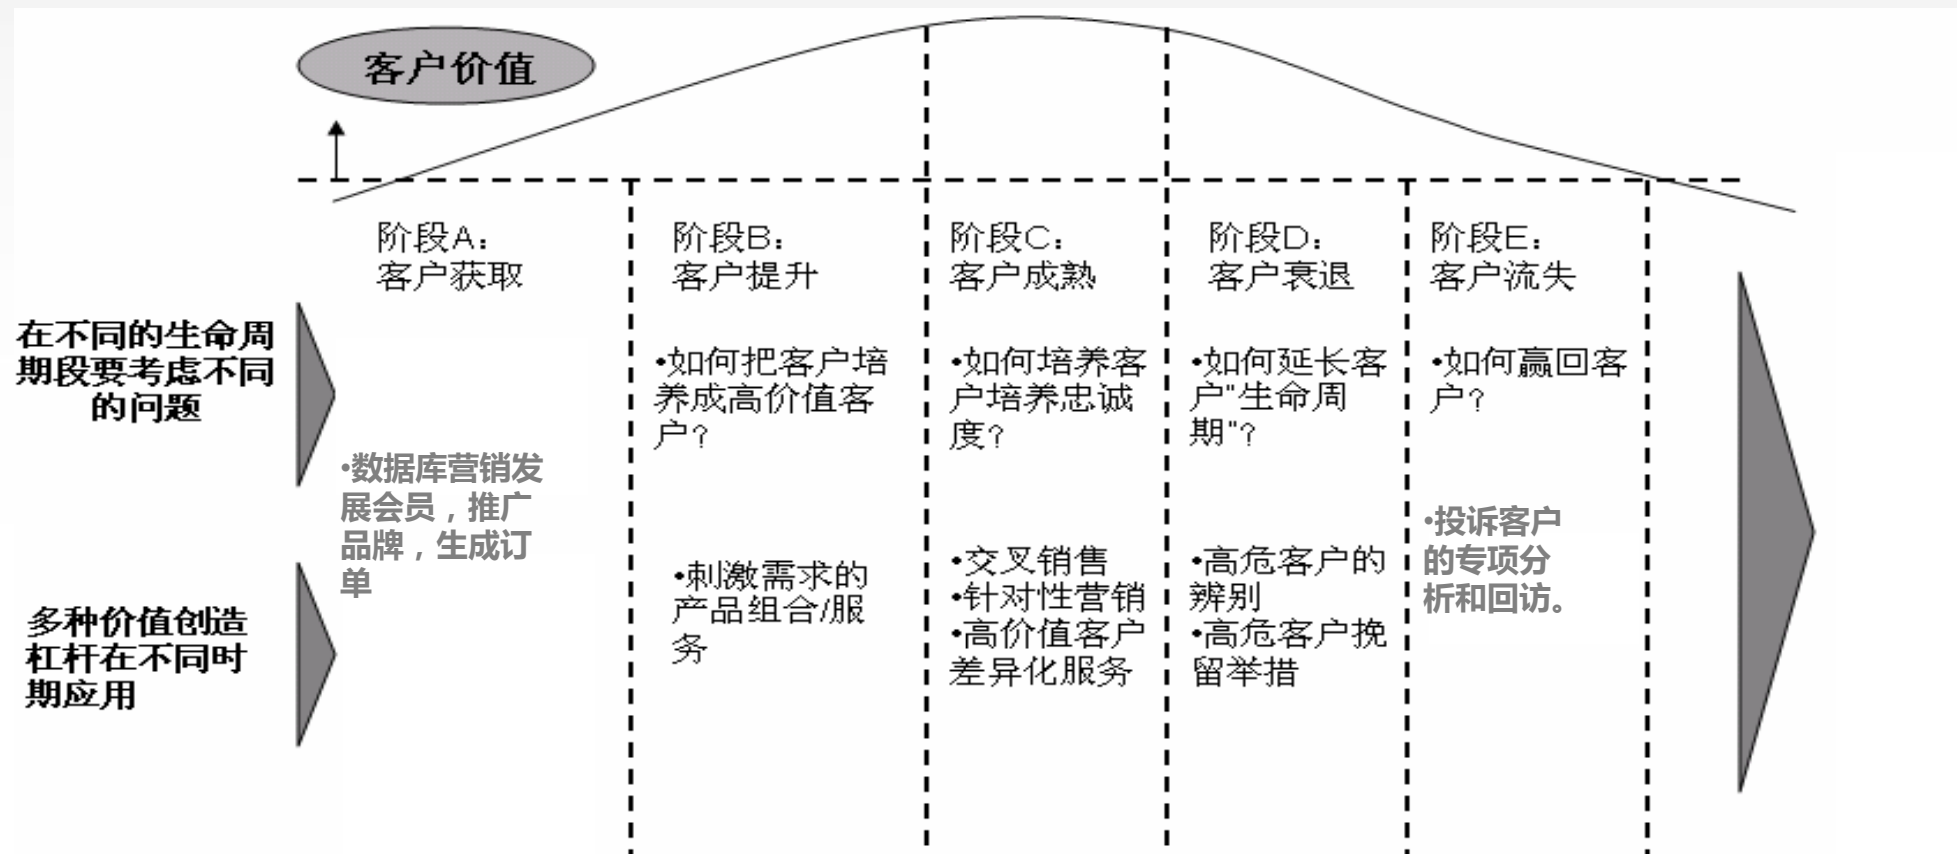 客户价值
阶段A：
客户获取
阶段B：
客户提升
阶段C：
客户成熟
阶段D：
客户衰退
阶段E：
客户流失
在不同的生命周
期段要考虑不同
的问题
•如何把客户培
养成高价值客
户？
•如何培养客
户培养忠诚
度？
•如何延长客
户"生命周
期"？
•如何赢回客
户？
•数据库营销发
展会员，推广
品牌，生成订
单
多种价值创造
杠杆在不同时
期应用
•刺激需求的
产品组合/服
务
•交叉销售
•针对性营销
•高价值客户
差异化服务
•高危客户的
辨别
•高危客户挽
留举措
•投诉客户
的专项分
析和回访。